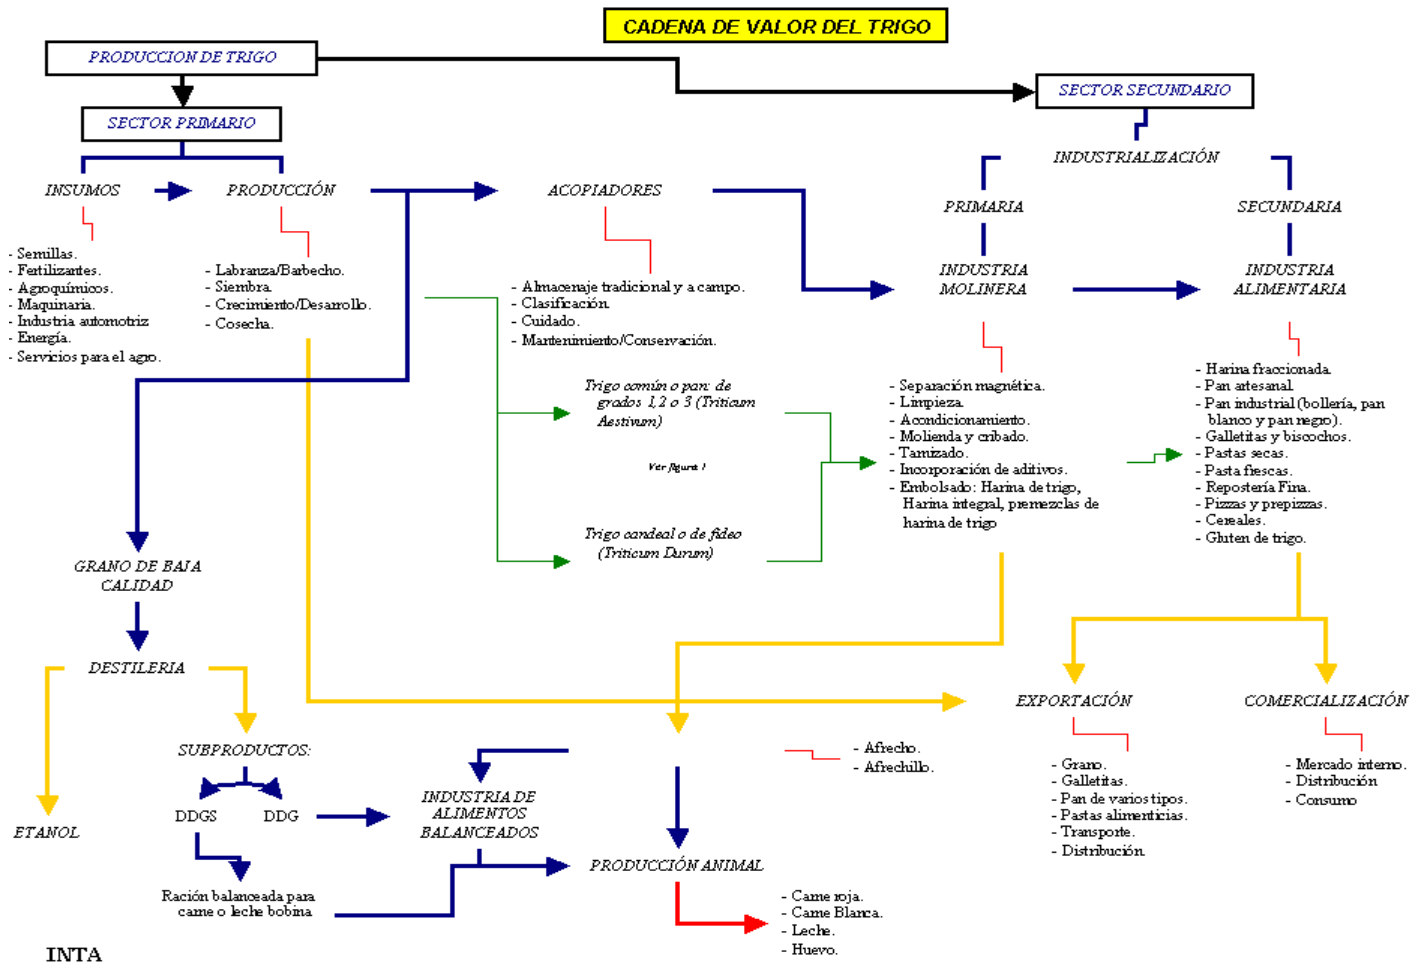 CADENA DE VALOR DEL TRIGO
PRODUCCION DE TRIGO
SECTOR SECUNDARIO
SECTOR PRIMARIO
INDUSTRIALIZACIÓN
INSUMOS
PRODUCCIÓN
ACOPIADORES
PRIMARIA
SECUNDARIA
- Semillas.
- Fertilizantes.
- Agroquímicos.
- Maquinaria.
- Industria automotriz
- Energía.
- Servicios para el agro.
- Labranza/Barbecho.
- Siembra.
- Crecimiento/Desarrollo.
- Cosecha.
- Almacenaje tradicional y a campo.
- Clasificación.
- Cuidado.
- Mantenimiento/Conservación.
INDUSTRIA
MOLINERA
INDUSTRIA
ALIMENTARIA
Trigo común o pan: de
grados 1,2 o 3 (Triticum
Aestivum)
Ver figura 1
Trigo candeal o de fideo
(Triticum Durum)
- Separación magnética.
- Limpieza.
- Acondicionamiento.
- Molienda y cribado.
- Tamizado.
- Incorporación de aditivos.
- Embolsado: Harina de trigo,
Harina integral, premezclas de
harina de trigo
- Harina fraccionada.
- Pan artesanal.
- Pan industrial (bollería, pan
blanco y pan negro).
- Galletitas y biscochos.
- Pastas secas.
- Pasta frescas.
- Repostería Fina.
- Pizzas y prepizzas.
- Cereales.
- Gluten de trigo.
GRANO DE BAJA
CALIDAD
DESTILERIA
SUBPRODUCTOS:
DDGS
DDG
ETANOL
Ración balanceada para
carne o leche bobina
INDUSTRIA DE
ALIMENTOS
BALANCEADOS
- Afrecho.
- Afrechillo.
PRODUCCIÓN ANIMAL
- Carne roja.
- Carne Blanca.
- Leche.
- Huevo.
EXPORTACIÓN
- Grano.
- Galletitas.
- Pan de varios tipos.
- Pastas alimenticias.
- Transporte.
- Distribución.
COMERCIALIZACIÓN
- Mercado interno.
- Distribución
- Consumo
INTA